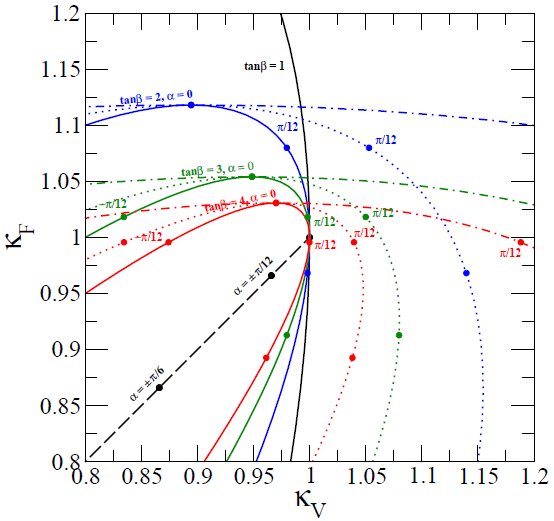 1.2
tanβ = 1
1.15
tanβ = 2, α = 0
π/12
π/12
1.1
tanβ = 3, α = 0
1.05
-π/12
tanβ = 4, α = 0
π/12
π/12
κF
-π/12
π/12
π/12
π/12
1
α = ±π/12
0.95
0.9
α = ±π/6
0.85
0.8
0.8 0.85 0.9 0.95 1 1.05 1.1 1.15 1.2
κV